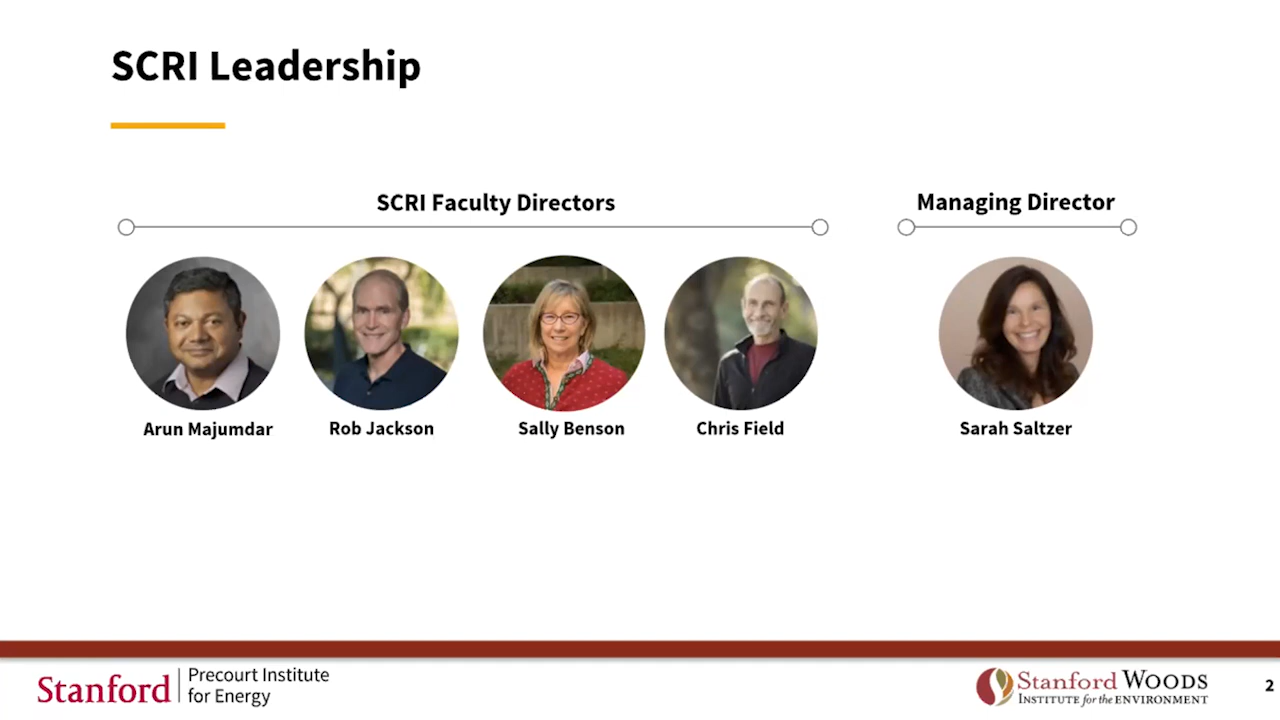 SCRI Leadership
SCRI Faculty Directors
Managing Director
Arun Majumdar
Rob Jackson
Sally Benson
Chris Field
Sarah Saltzer
Stanford
Precourt Institute
for Energy
Stanford WOODS
INSTITUTE for the ENVIRONMENT
2